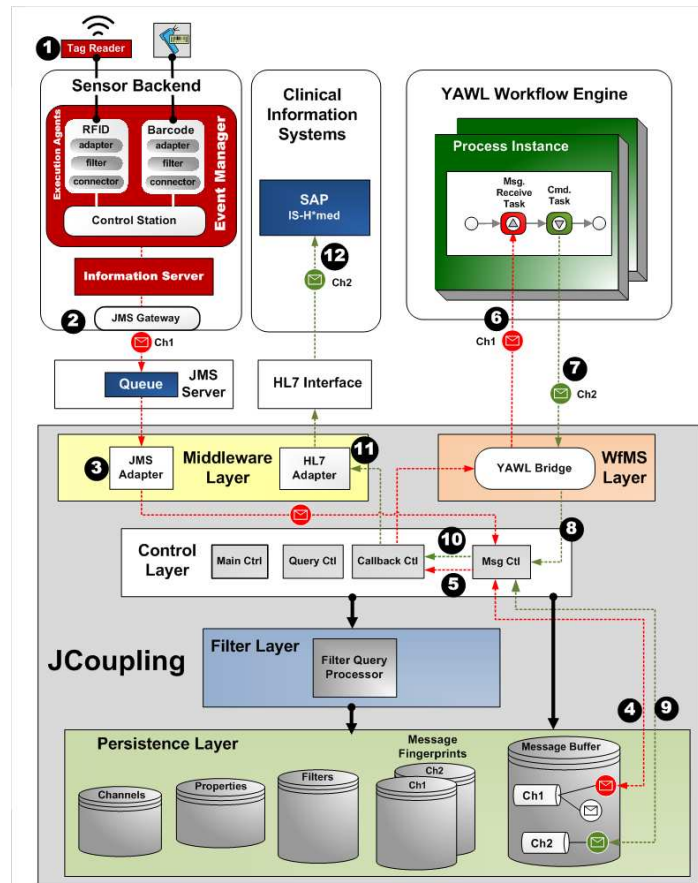 1
Tag Reader
Sensor Backend
Execution Agents
RFID
adapter
filter
connector
Barcode
adapter
filter
connector
Control Station
Event Manager
Information Server
2
JMS Gateway
Ch1
Queue
JMS
Server
Clinical
Information
Systems
SAP
IS-H*med
12
Ch2
HL7 Interface
YAWL Workflow Engine
Process Instance
Msg.
Receive
Task
Cmd.
Task
6
Ch1
7
Ch2
3
JMS
Adapter
Middleware
Layer
HL7
Adapter
11
YAWL Bridge
WfMS
Layer
8
Control
Layer
Main Ctrl
Query Ctl
Callback Ctl
10
5
Msg Ctl
JCoupling
Filter Layer
Filter Query
Processor
4
9
Persistence Layer
Channels
Properties
Filters
Message
Fingerprints
Ch2
Ch1
Message Buffer
Ch1
Ch2